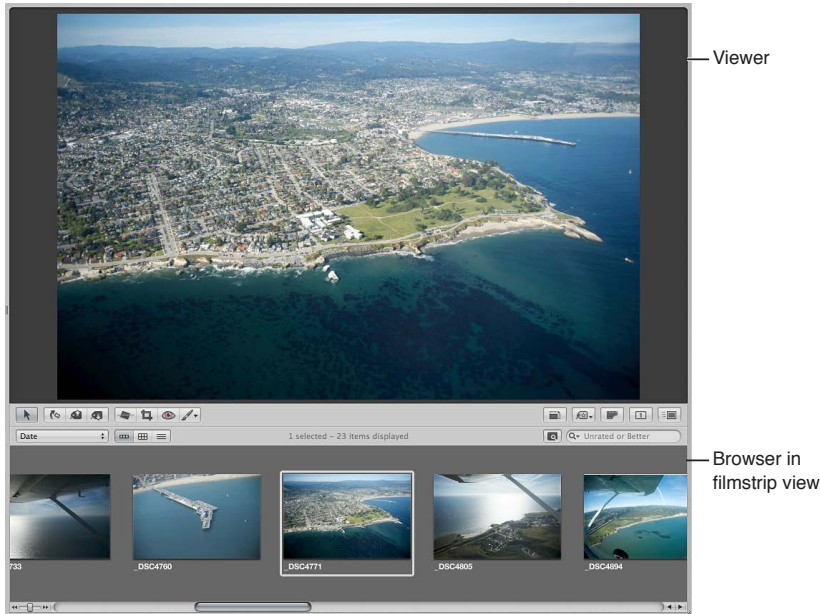 Viewer
Date
1 selected – 23 items displayed
Unrated or Better
Browser in
filmstrip view
733
_DSC4760
_DSC4771
_DSC4805
_DSC4894